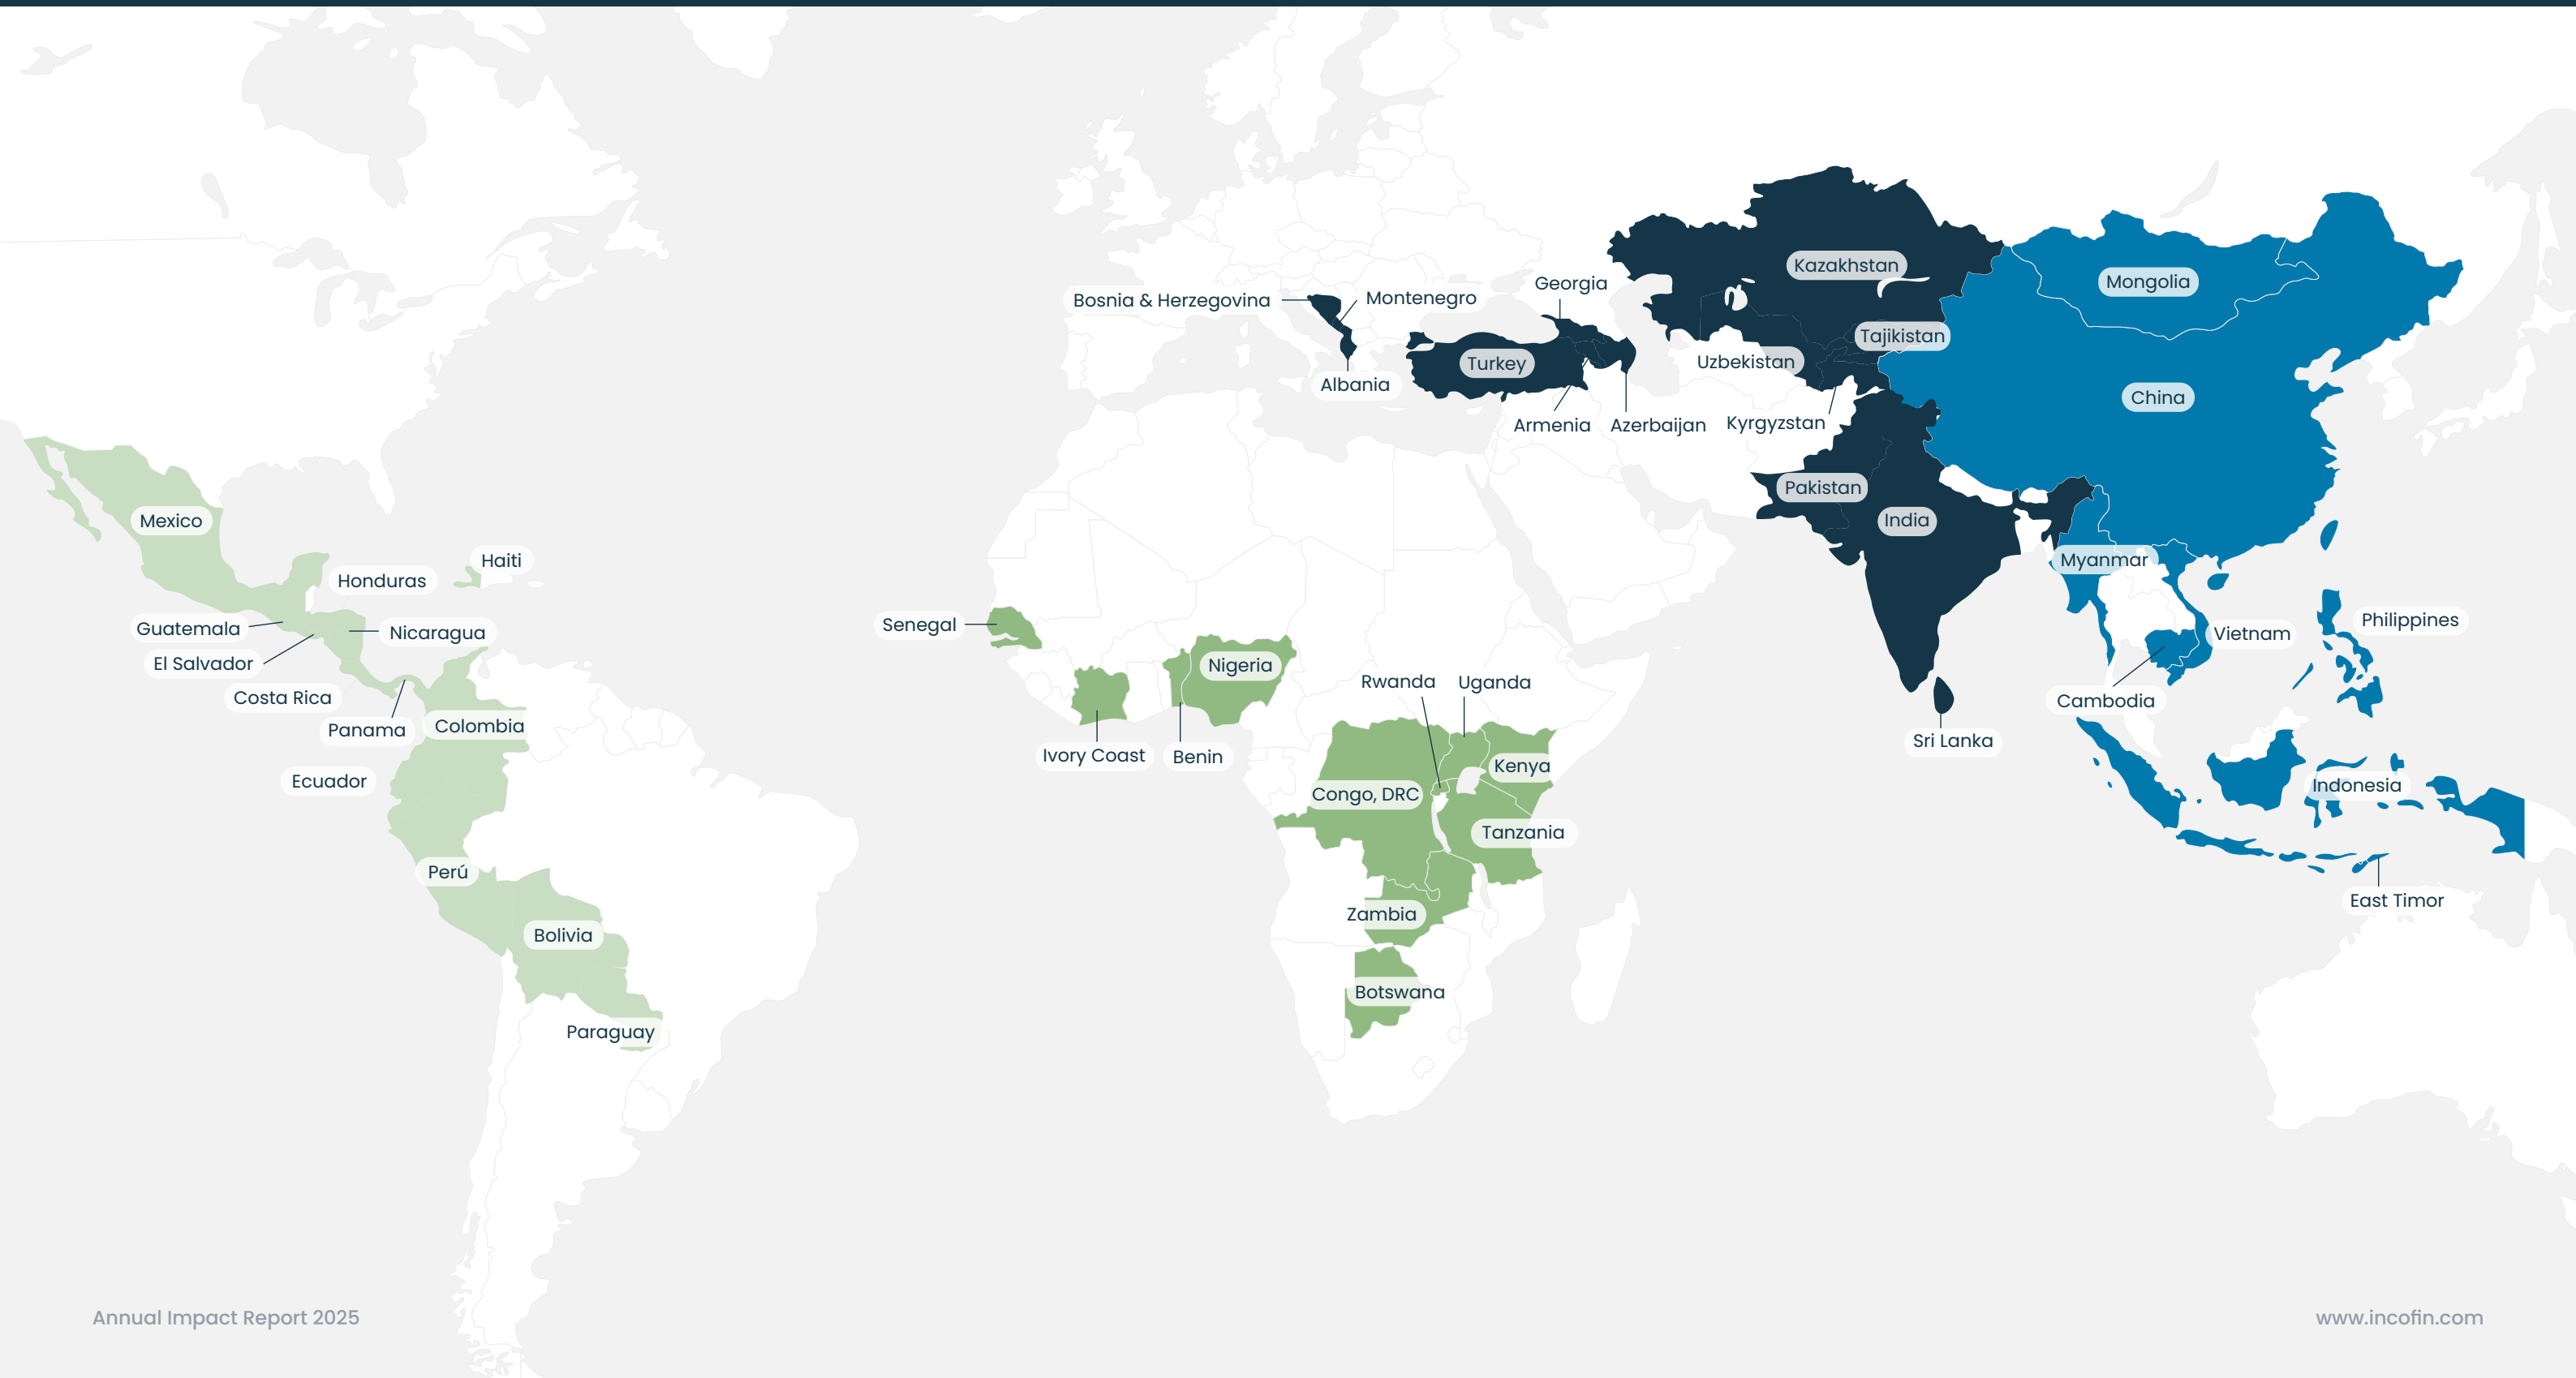 Kazakhstan
Mongolia
Georgia
Bosnia & Herzegovina
Montenegro
Tajikistan
Uzbekistan
Turkey
Albania
China
Armenia
Azerbaijan
Kyrgyzstan
Pakistan
India
Mexico
Haiti
Honduras
Myanmar
Guatemala
Nicaragua
Senegal
Philippines
Vietnam
El Salvador
Nigeria
Rwanda
Uganda
Costa Rica
Cambodia
Panama
Colombia
Ivory Coast
Benin
Sri Lanka
Kenya
Ecuador
Congo, DRC
Indonesia
Tanzania
Perú
East Timor
Zambia
Bolivia
Botswana
Paraguay
Annual Impact Report 2025
www.incofin.com